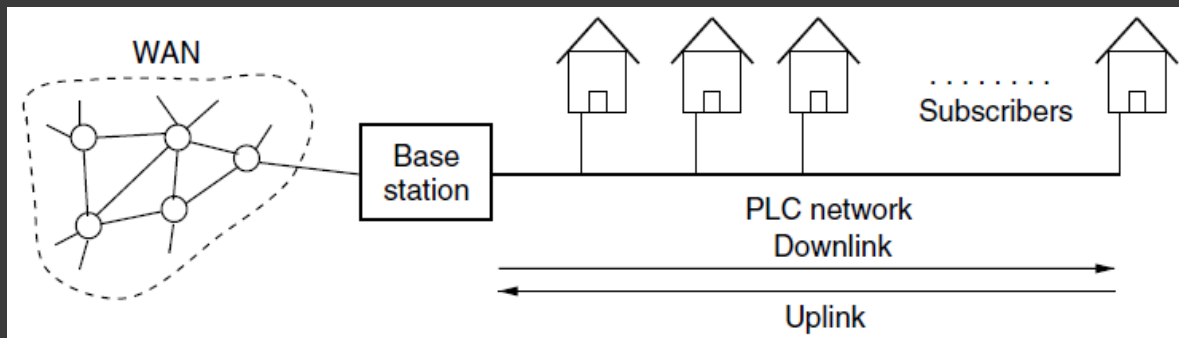 WAN
Base
station
. . . . . . . .
Subscribers
PLC network
Downlink
Uplink